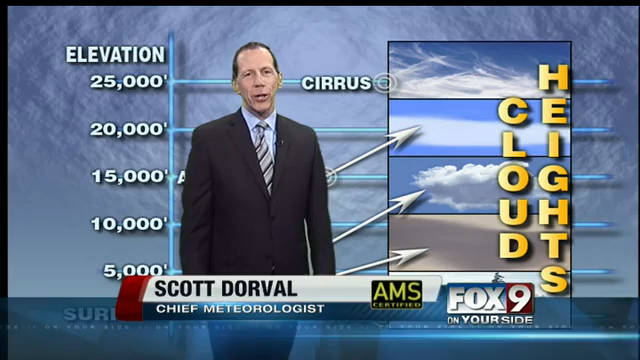 ELEVATION
25,000'
CIRRUS
20,000'
15,000'
A
10,000'
5,000'
CLOUD
HEIGHTS
SCOTT DORVAL
CHIEF METEOROLOGIST
AMS
CERTIFIED
FOX 9
ON YOUR SIDE